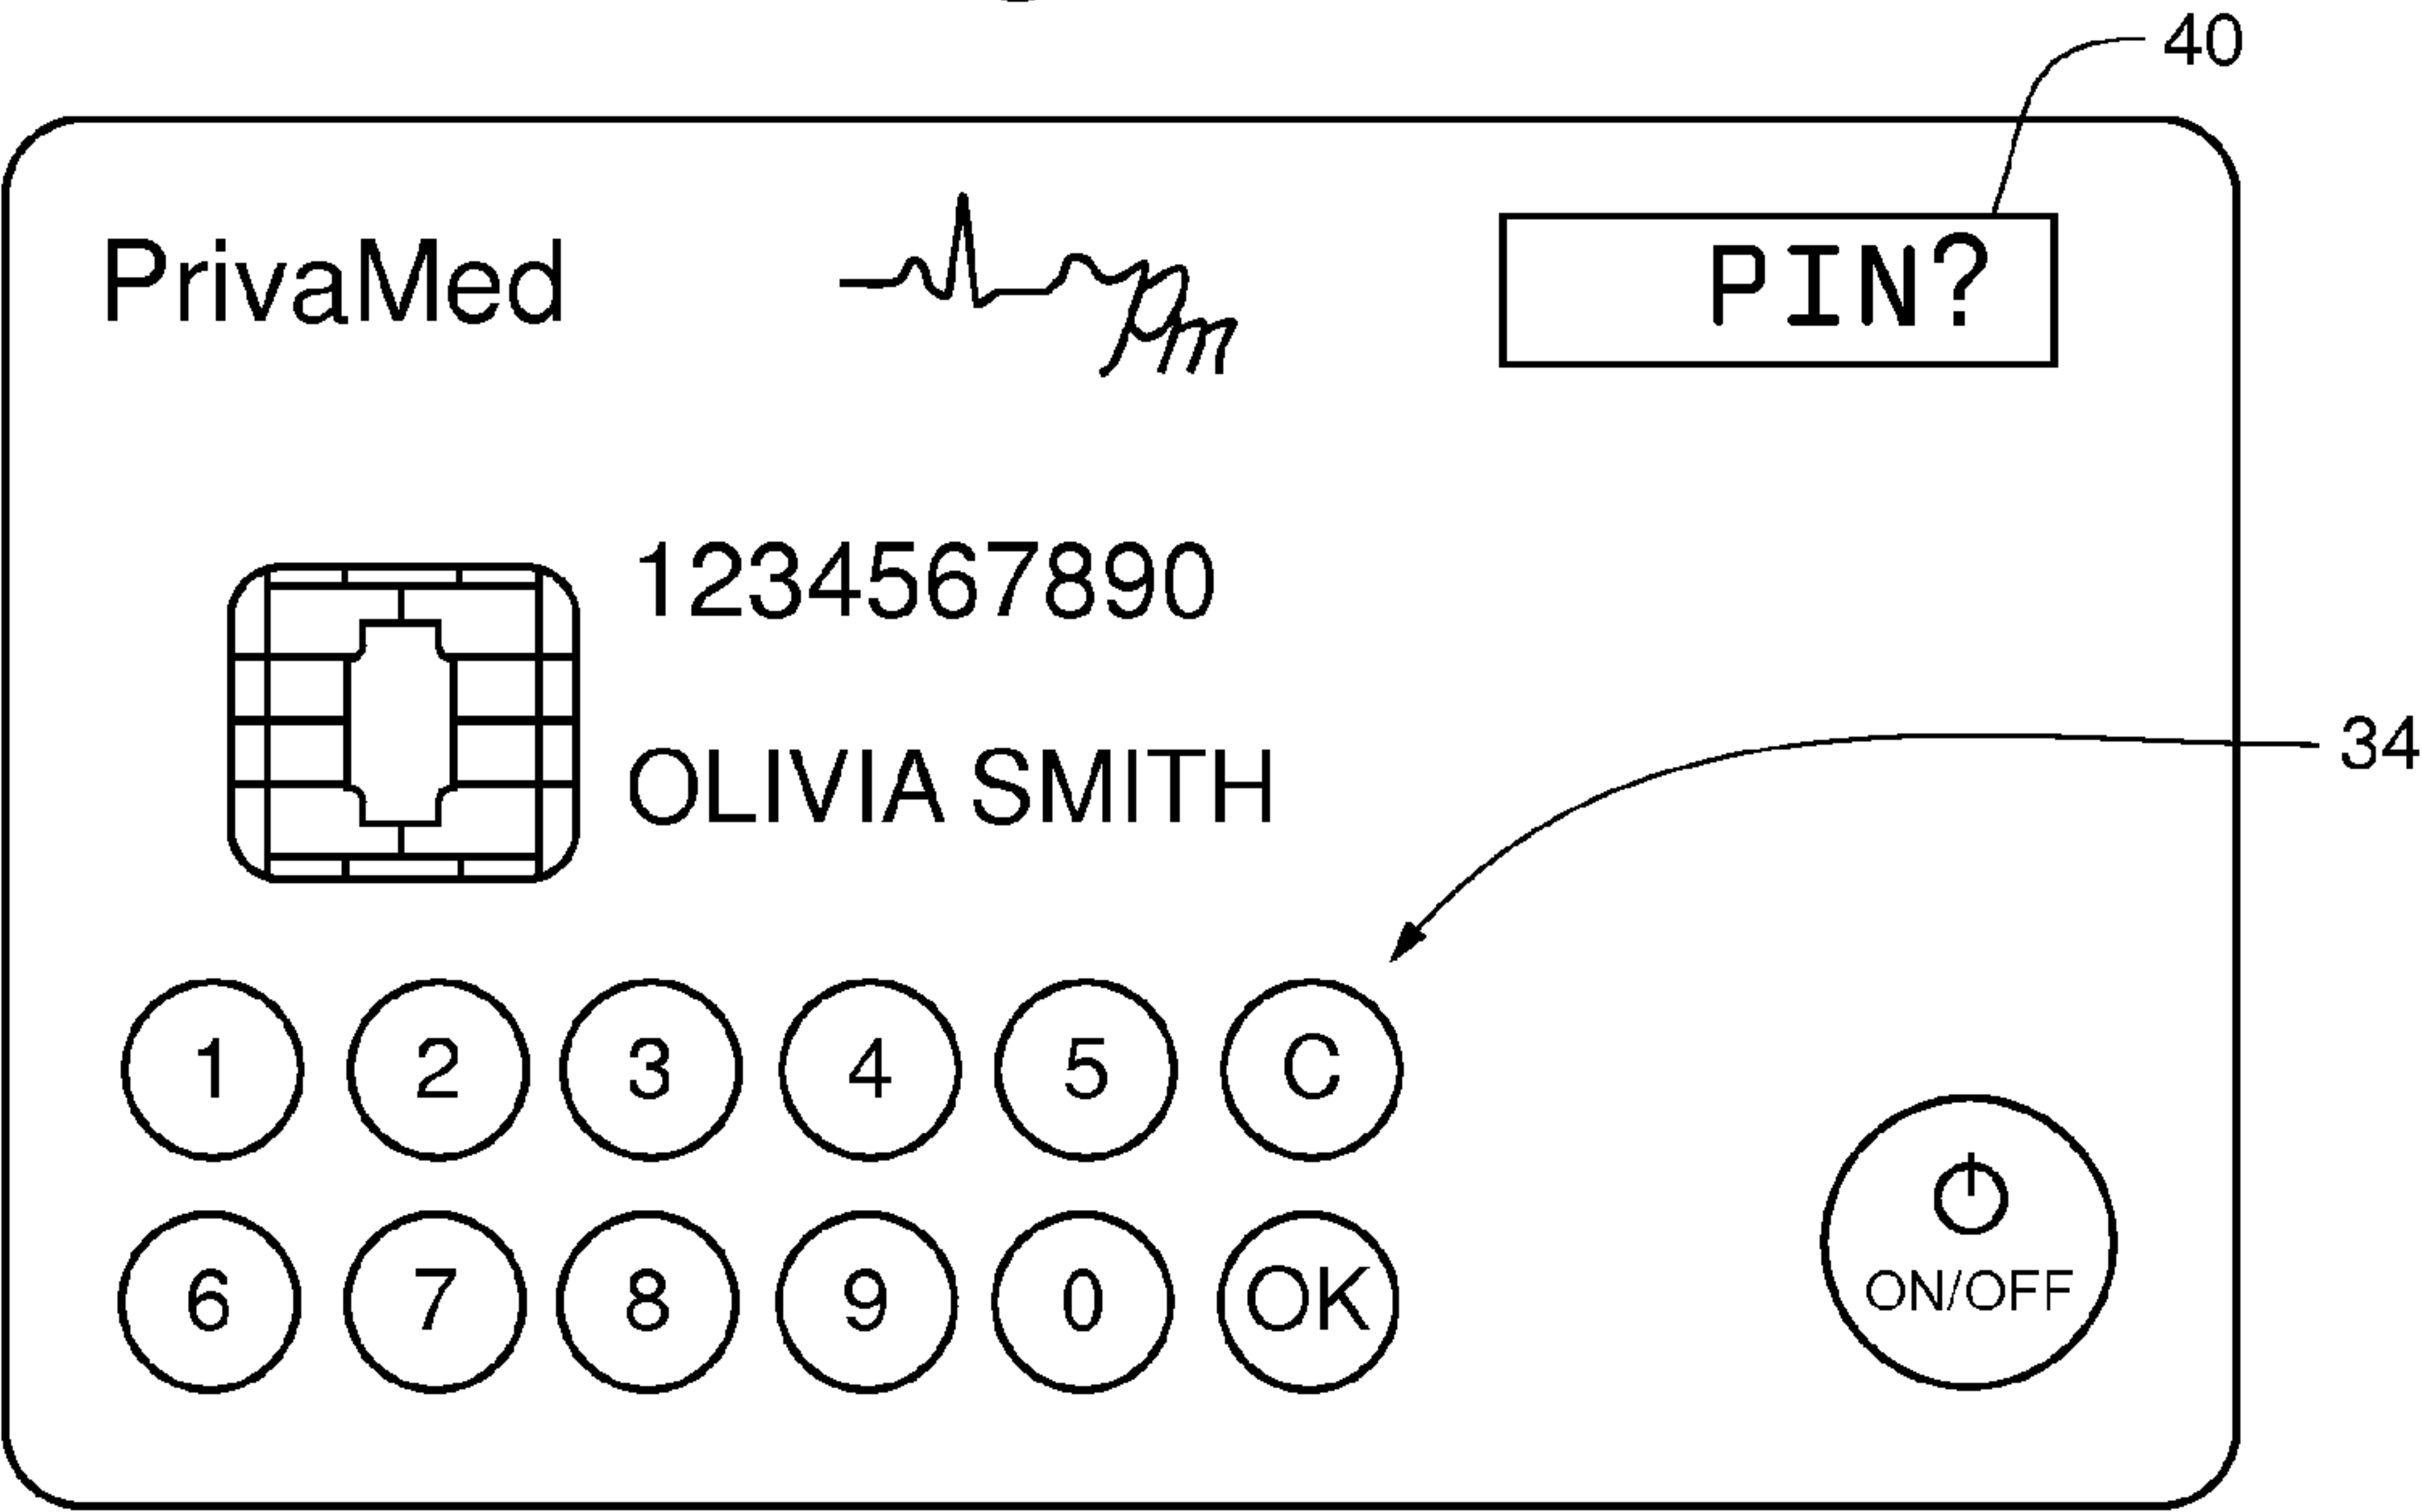 40
PrivaMed
pm
PIN?
1234567890
34
OLIVIA SMITH
1 2 3 4 5 C
6 7 8 9 0 OK
ON/OFF